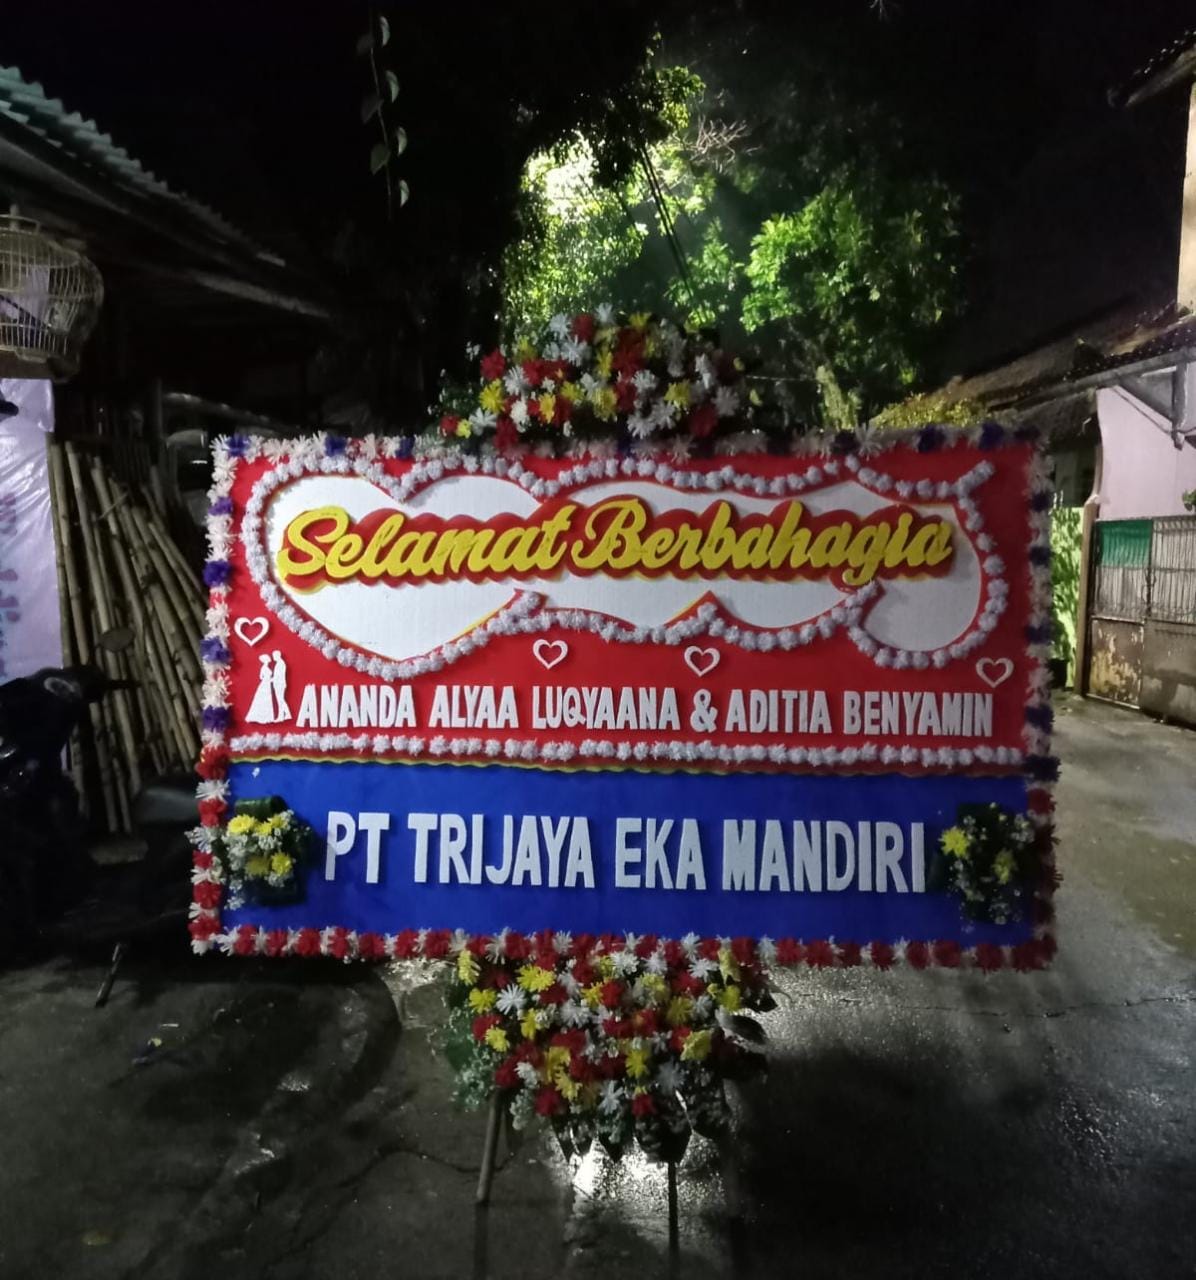 Selamat Berbahagia
ANANDA ALYAA LUQYAANA & ADITIA BENYAMIN
PT TRIJAYA EKA MANDIRI